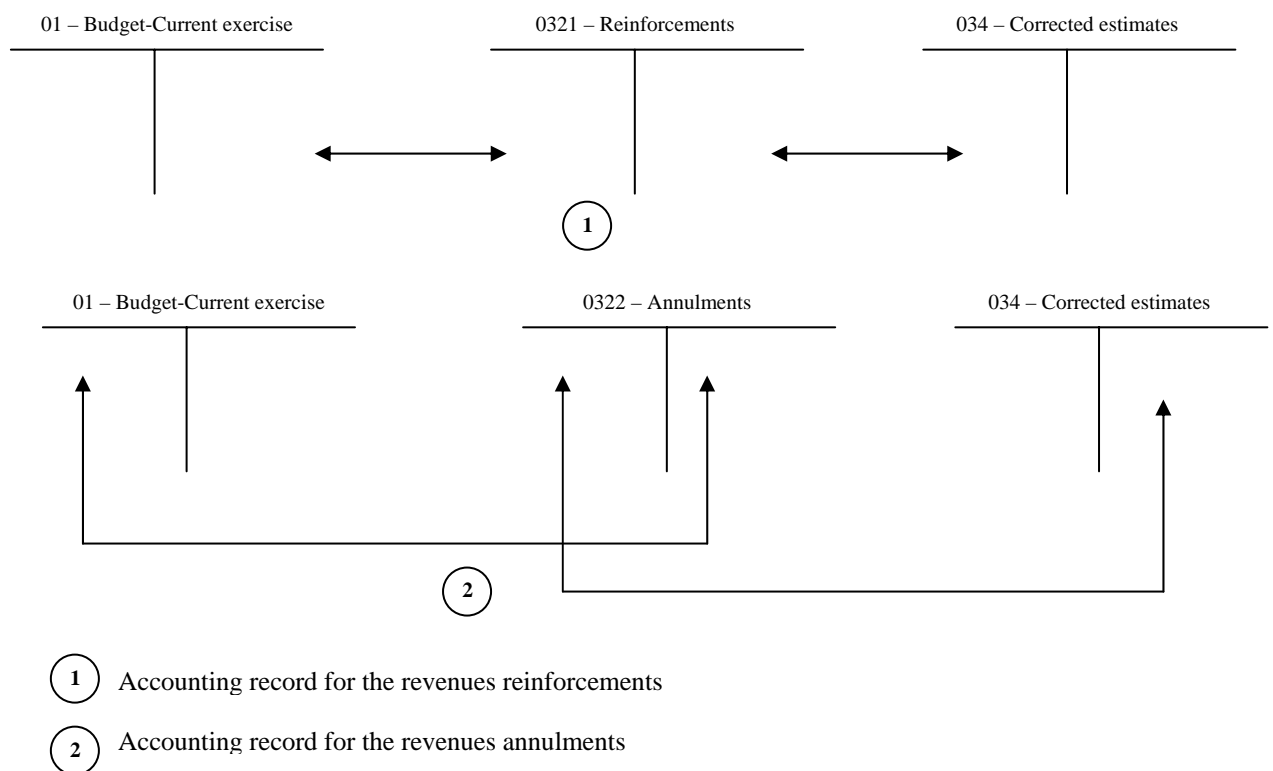 01 – Budget-Current exercise 0321 – Reinforcements 034 – Corrected estimates
1
01 – Budget-Current exercise 0322 – Annulments 034 – Corrected estimates
2
1 Accounting record for the revenues reinforcements
2 Accounting record for the revenues annulments